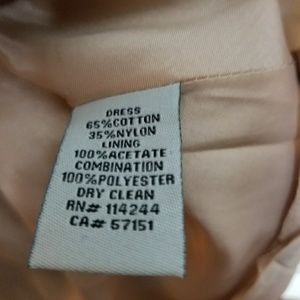 DRESS
65%COTTON
35%NYLON
LINING
100%ACETATE
COMBINATION
100%POLYESTER
DRY CLEAN
RN# 114244
CA# 57151